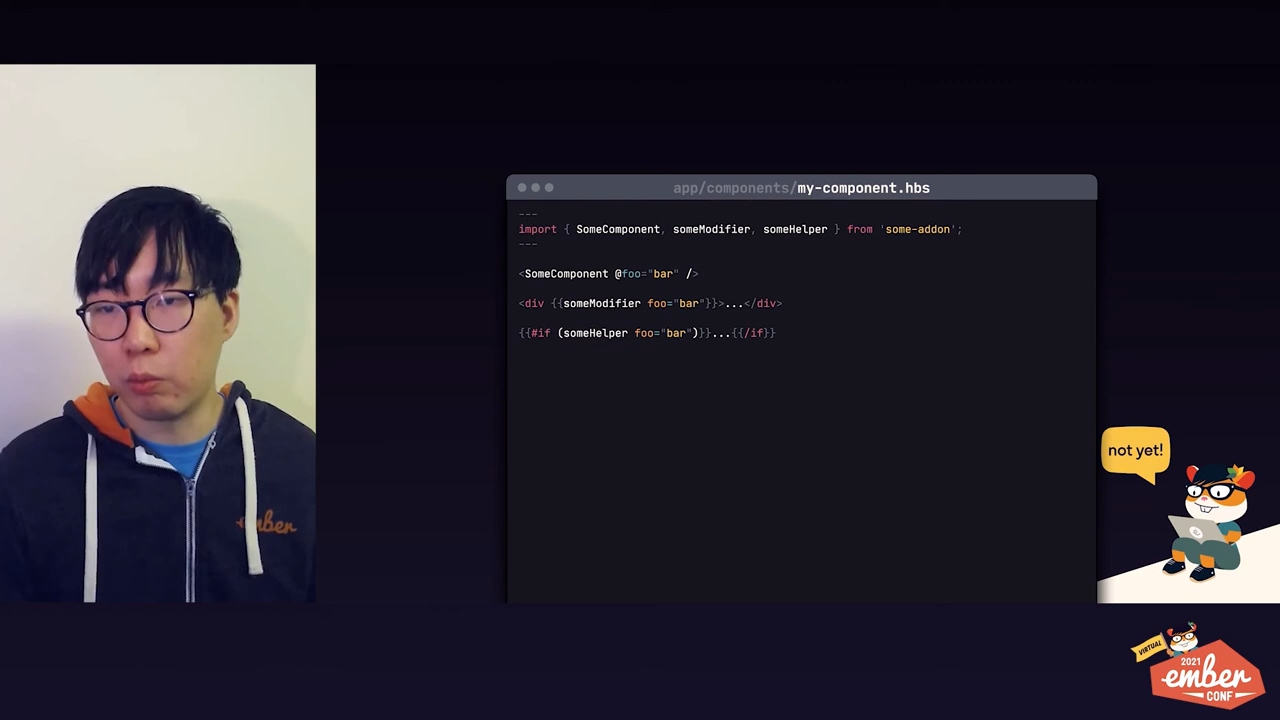 app/components/my-component.hbs
---
import { SomeComponent, someModifier, someHelper } from 'some-addon';
---
<SomeComponent @foo="bar" />
<div {{someModifier foo="bar"}}>...</div>
{{#if (someHelper foo="bar")}}...{{/if}}
not yet!
ember
VIRTUAL
2021
ember
CONF